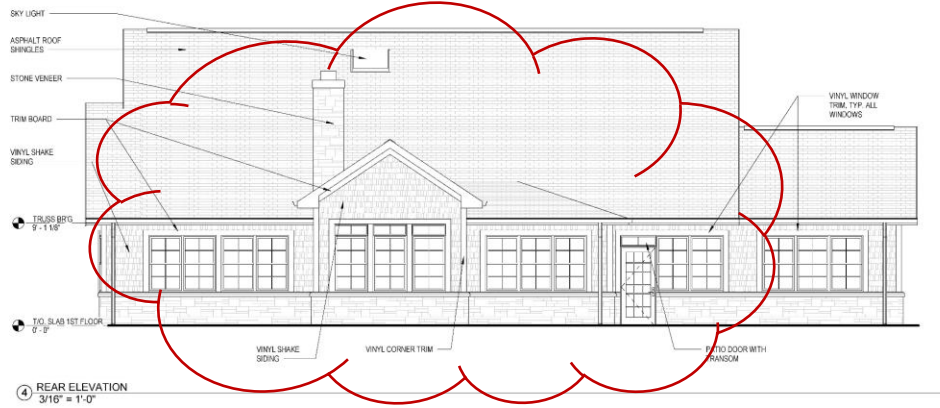 SKY LIGHT
ASPHALT ROOF
SHINGLES
STONE VENEER
TRIM BOARD
VINYL SHAKE
SIDING
VINYL WINDOW
TRIM, TYP. ALL
WINDOWS
TRUSS BR'G
9' - 1 1/8"
T/O. SLAB 1ST FLOOR
0' - 0"
VINYL SHAKE
SIDING
VINYL CORNER TRIM
PATIO DOOR WITH
TRANSOM
4 REAR ELEVATION
3/16" = 1'-0"